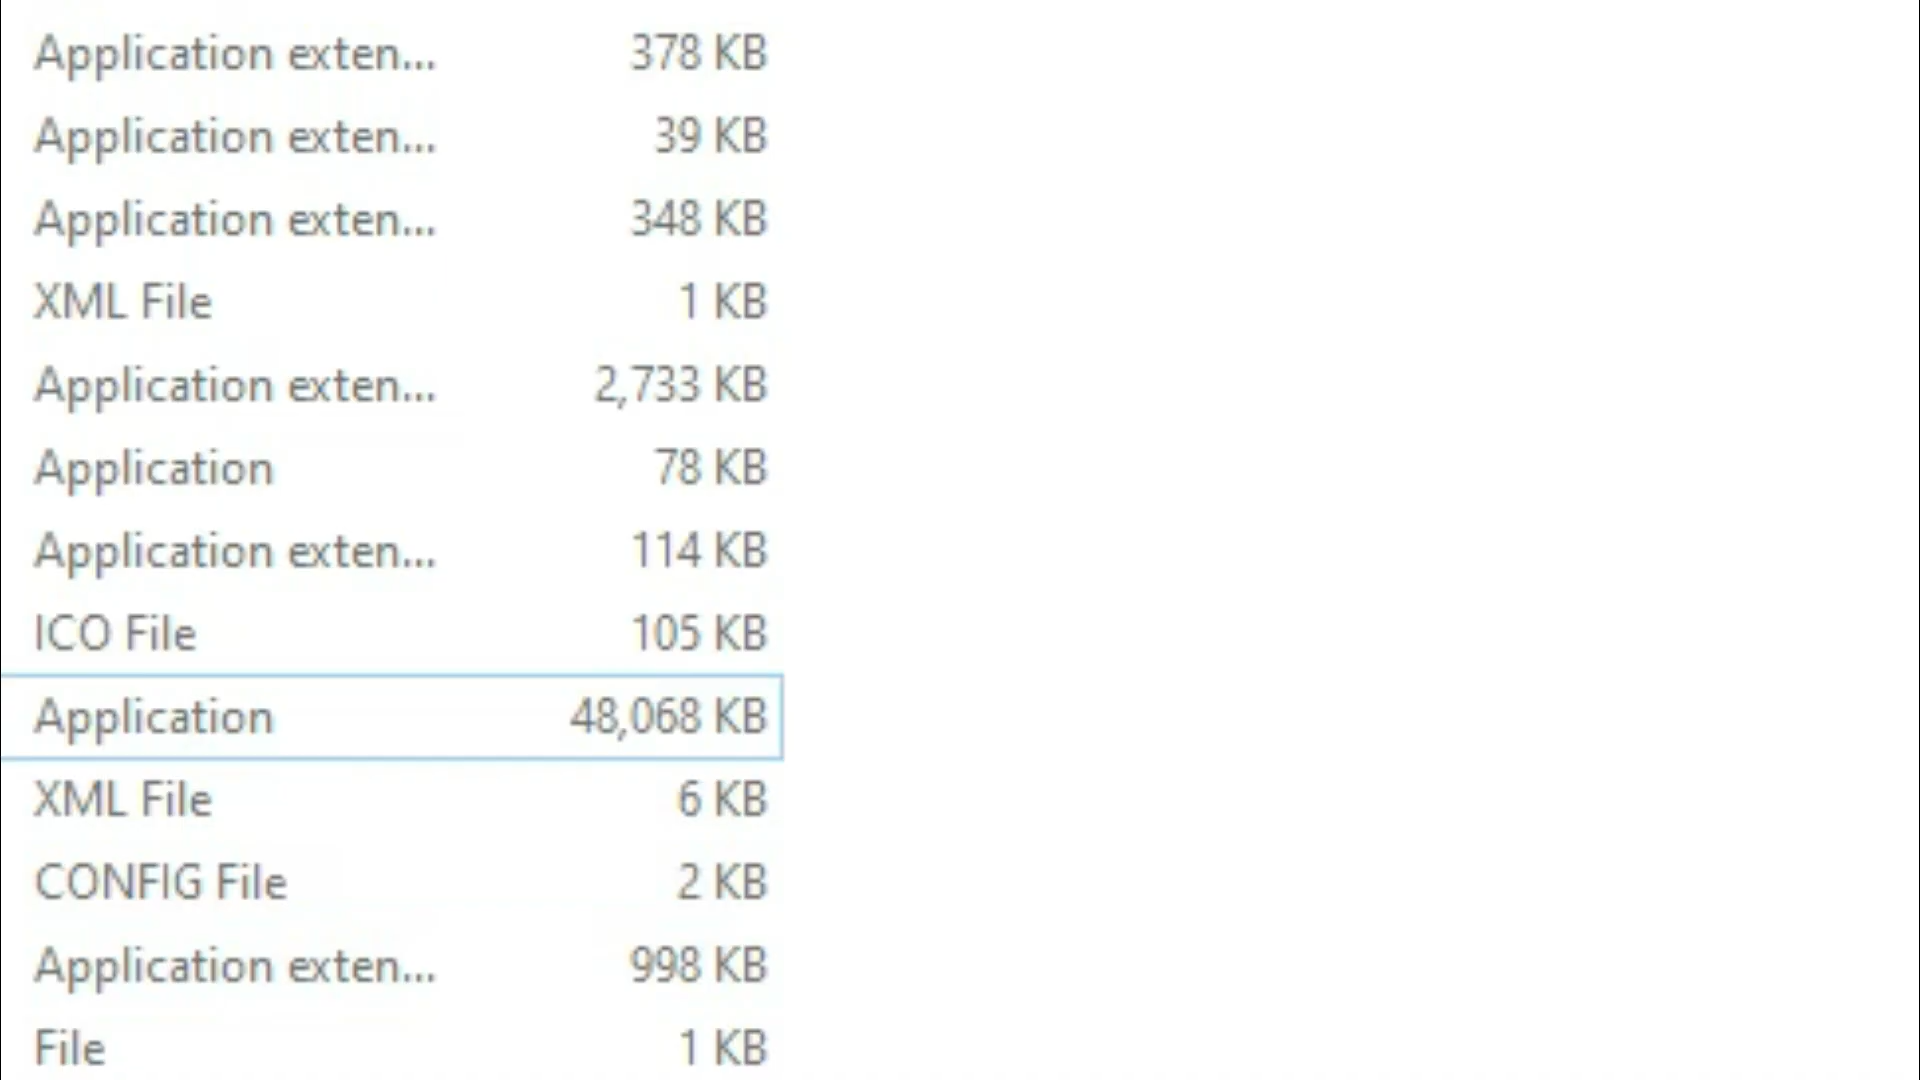 Application exten... 378 KB
Application exten... 39 KB
Application exten... 348 KB
XML File 1 KB
Application exten... 2,733 KB
Application 78 KB
Application exten... 114 KB
ICO File 105 KB
Application 48,068 KB
XML File 6 KB
CONFIG File 2 KB
Application exten... 998 KB
File 1 KB